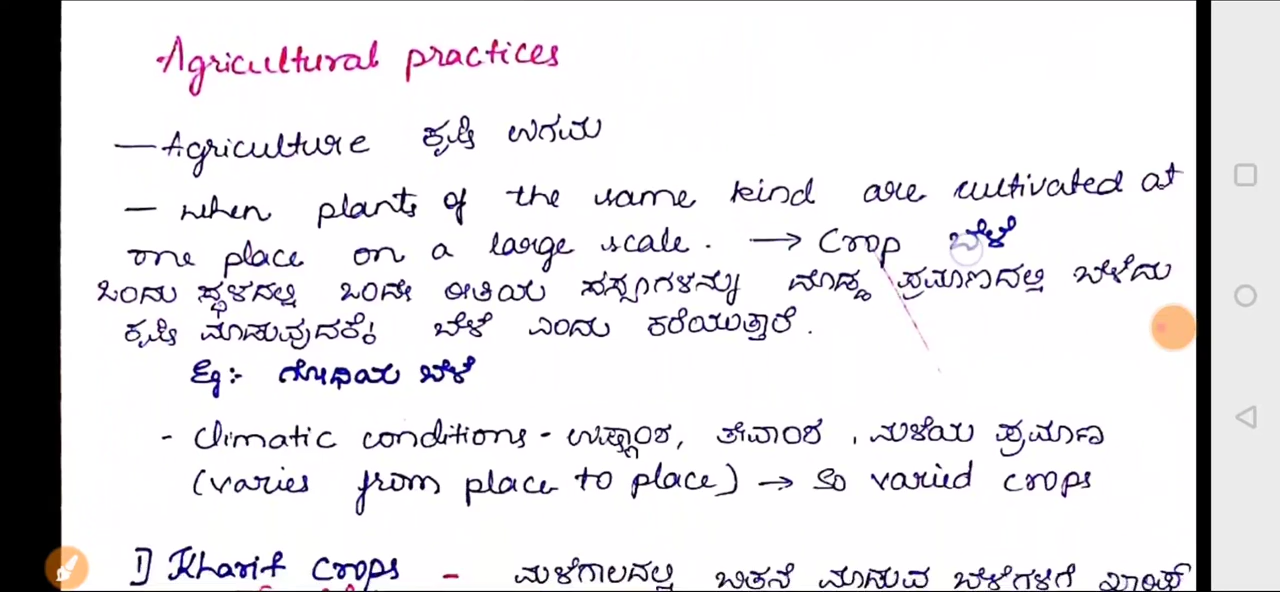 Agricultural practices
— Agriculture ಕೃಷಿ ಉಗಮ
— when plants of the same kind are cultivated at
one place on a large scale. → Crop ಬೆಳೆ
ಒಂದು ಸ್ಥಳದಲ್ಲಿ ಒಂದೇ ರೀತಿಯ ಸಸ್ಯಗಳನ್ನು ದೊಡ್ಡ ಪ್ರಮಾಣದಲ್ಲಿ ಬೆಳೆದು
ಕೃಷಿ ಮಾಡುವುದಕ್ಕೆ ಬೆಳೆ ಎಂದು ಕರೆಯುತ್ತಾರೆ.
Eg :- ಗೋಧಿಯ ಬೆಳೆ
- Climatic conditions - ಉಷ್ಣಾಂಶ, ತೇವಾಂಶ, ಮಳೆಯ ಪ್ರಮಾಣ
(varies from place to place) → so varied crops
1) Kharif crops - ಮಳೆಗಾಲದಲ್ಲಿ ಬಿತ್ತನೆ ಮಾಡುವ ಬೆಳೆಗಳಿಗೆ